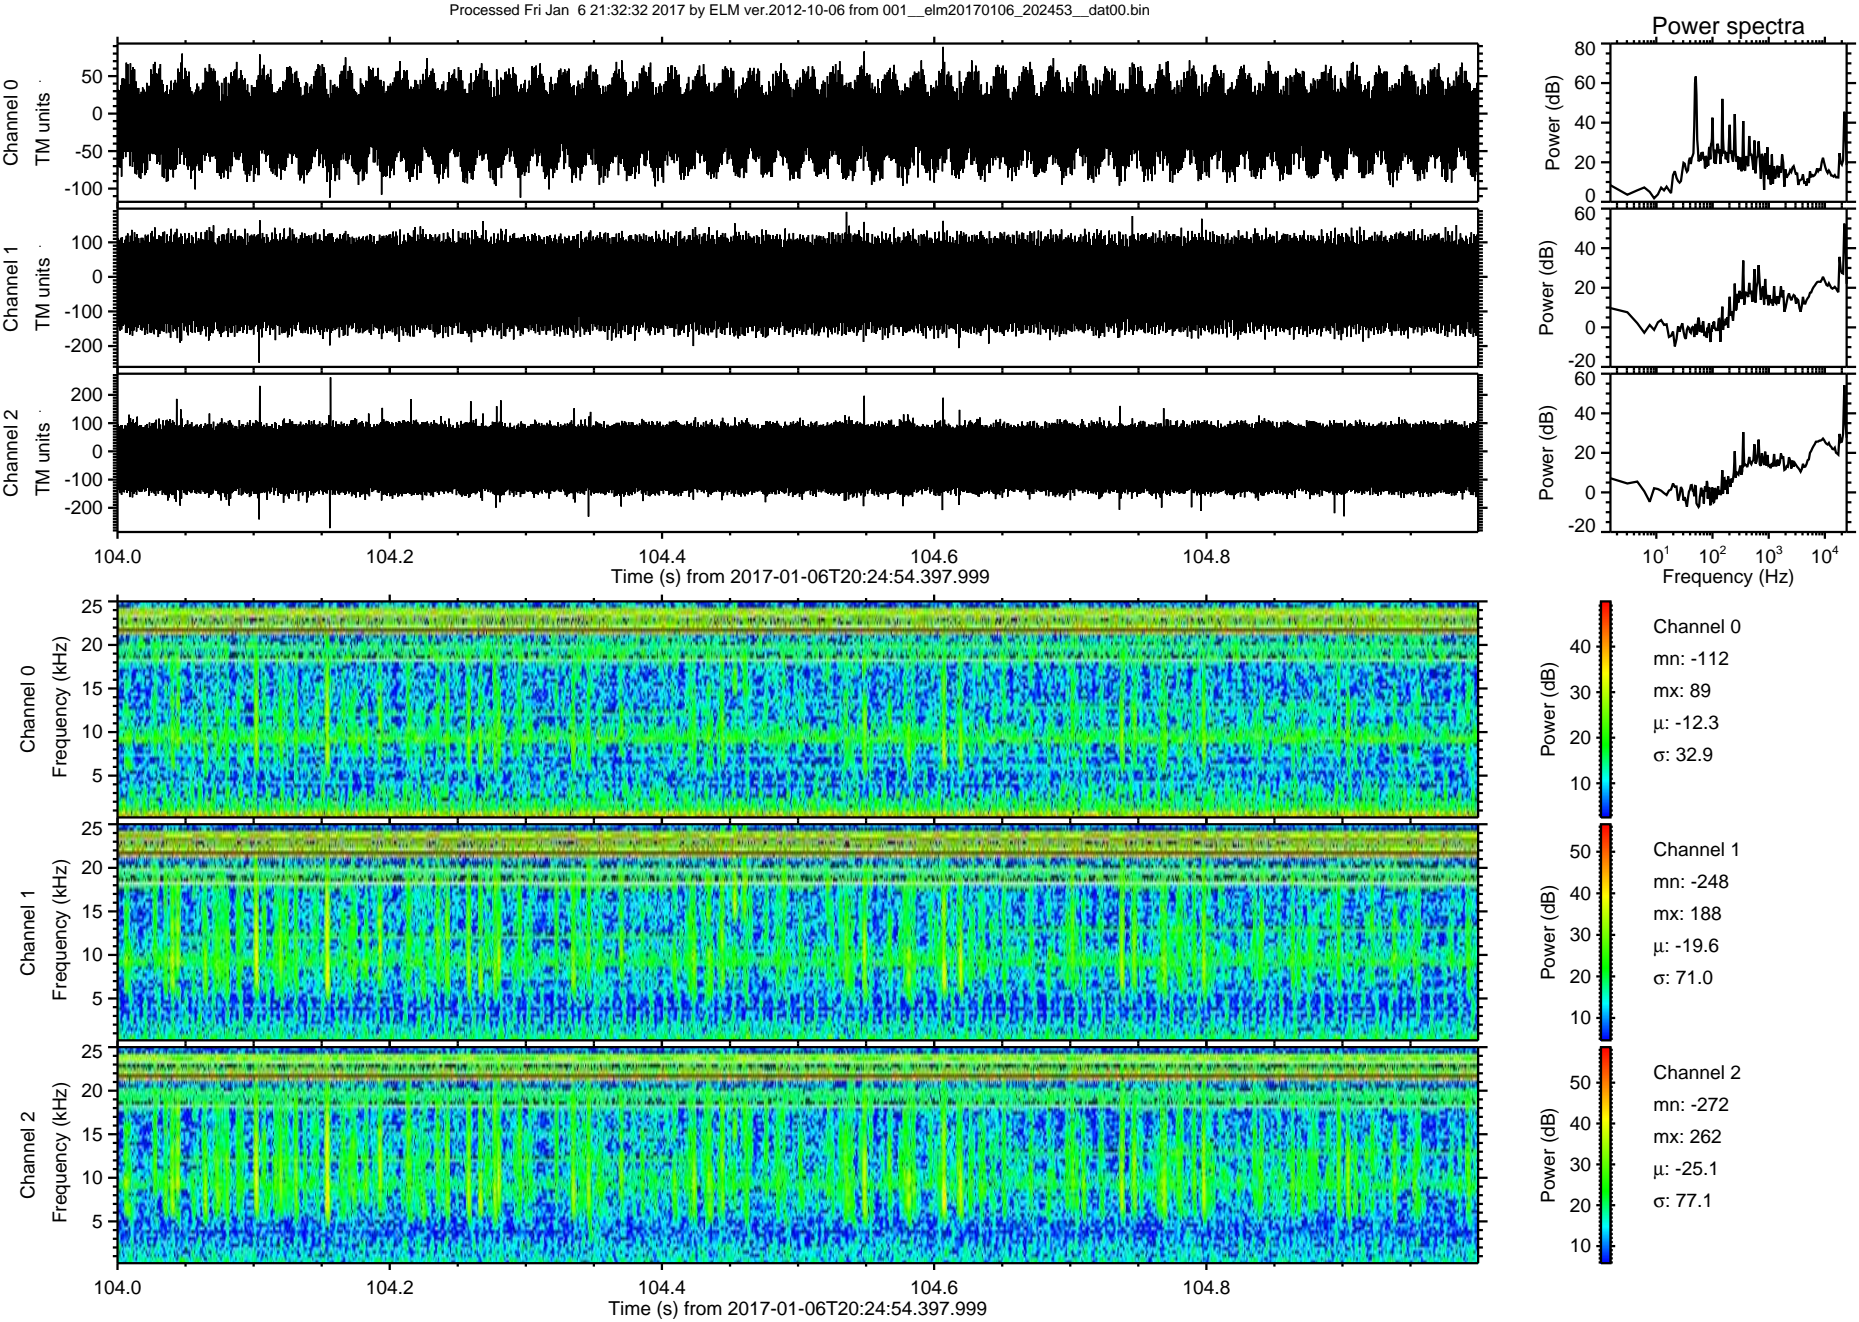 Processed Fri Jan  6 21:32:32 2017 by ELM ver.2012-10-06 from 001__elm20170106_202453__dat00.bin
Power spectra
Channel 0
TM units
50
0
-50
-100
Power (dB)
80
60
40
20
0
Channel 1
TM units
100
0
-100
-200
Power (dB)
60
40
20
0
-20
Channel 2
TM units
200
100
0
-100
-200
Power (dB)
60
40
20
0
-20
104.0 104.2 104.4 104.6 104.8
Time (s) from 2017-01-06T20:24:54.397.999
10¹ 10² 10³ 10⁴
Frequency (Hz)
Channel 0
Frequency (kHz)
25
20
15
10
5
Power (dB)
40
30
20
10
Channel 0
mn: -112
mx: 89
μ: -12.3
σ: 32.9
Channel 1
Frequency (kHz)
25
20
15
10
5
Power (dB)
50
40
30
20
10
Channel 1
mn: -248
mx: 188
μ: -19.6
σ: 71.0
Channel 2
Frequency (kHz)
25
20
15
10
5
Power (dB)
50
40
30
20
10
Channel 2
mn: -272
mx: 262
μ: -25.1
σ: 77.1
104.0 104.2 104.4 104.6 104.8
Time (s) from 2017-01-06T20:24:54.397.999